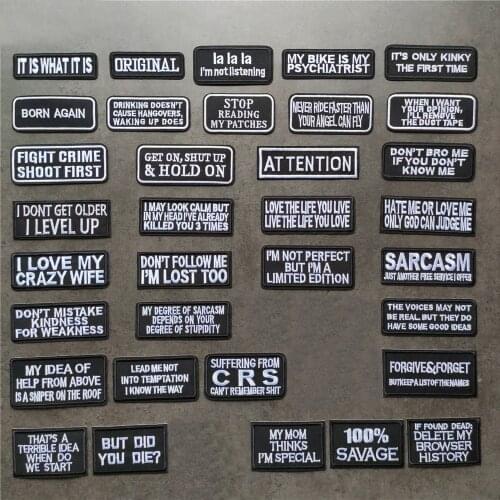 IT IS WHAT IT IS
ORIGINAL
la la la
I'm not listening
MY BIKE IS MY
PSYCHIATRIST
IT'S ONLY KINKY
THE FIRST TIME
BORN AGAIN
DRINKING DOESN'T
CAUSE HANGOVERS,
WAKING UP DOES
STOP
READING
MY PATCHES
NEVER RIDE FASTER THAN
YOUR ANGEL CAN FLY
WHEN I WANT
YOUR OPINION,
I'LL REMOVE
THE DUCT TAPE
FIGHT CRIME
SHOOT FIRST
GET ON, SHUT UP
& HOLD ON
ATTENTION
DON'T BRO ME
IF YOU DON'T
KNOW ME
I DONT GET OLDER
I LEVEL UP
I MAY LOOK CALM BUT
IN MY HEAD I'VE ALREADY
KILLED YOU 3 TIMES
LOVE THE LIFE YOU LIVE
LIVE THE LIFE YOU LOVE
HATE ME OR LOVE ME
ONLY GOD CAN JUDGE ME
I LOVE MY
CRAZY WIFE
DON'T FOLLOW ME
I'M LOST TOO
I'M NOT PERFECT
BUT I'M A
LIMITED EDITION
SARCASM
JUST ANOTHER FREE SERVICE I OFFER
DON'T MISTAKE
KINDNESS
FOR WEAKNESS
MY DEGREE OF SARCASM
DEPENDS ON YOUR
DEGREE OF STUPIDITY
THE VOICES MAY NOT
BE REAL, BUT THEY DO
HAVE SOME GOOD IDEAS
MY IDEA OF
HELP FROM ABOVE
IS A SNIPER ON THE ROOF
LEAD ME NOT
INTO TEMPTATION
I KNOW THE WAY
SUFFERING FROM
CRS
CAN'T REMEMBER SHIT
FORGIVE&FORGET
BUT KEEP A LIST OF THE NAMES
THAT'S A
TERRIBLE IDEA
WHEN DO
WE START
BUT DID
YOU DIE?
MY MOM
THINKS
I'M SPECIAL
100%
SAVAGE
IF FOUND DEAD;
DELETE MY
BROWSER
HISTORY